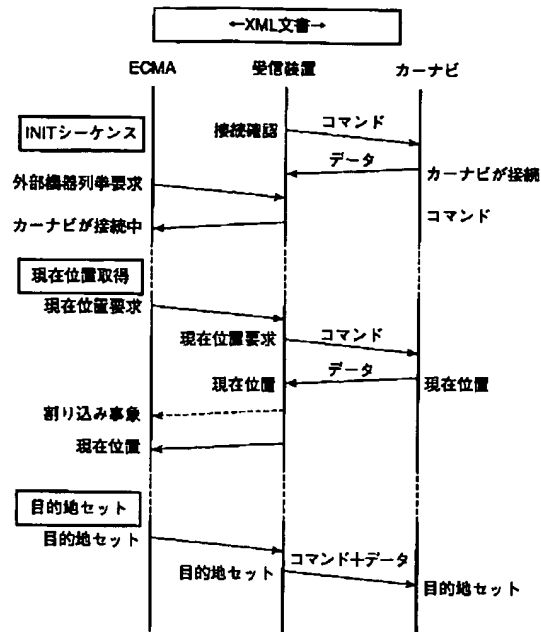 ←XML文書→
ECMA 受信装置 カーナビ
INITシーケンス
接続確認 コマンド
データ
カーナビが接続
外部機器列挙要求
カーナビが接続中
コマンド
現在位置取得
現在位置要求
現在位置要求 コマンド
データ
現在位置 現在位置
割り込み事象
現在位置
目的地セット
目的地セット
コマンド+データ
目的地セット
目的地セット